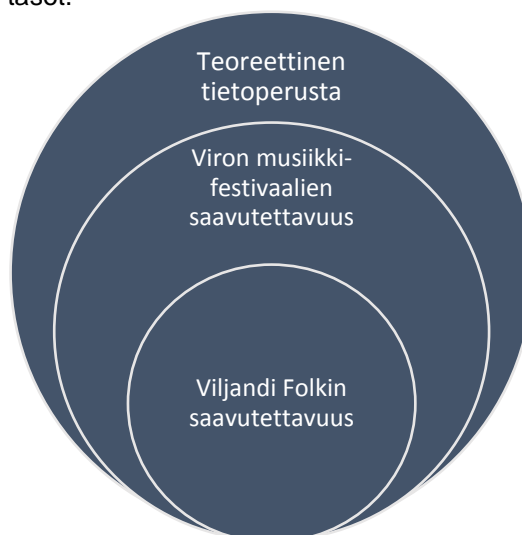 tasot.
Teoreettinen
tietoperusta
Viron musiikki-
festivaalien
saavutettavuus
Viljandi Folkin
saavutettavuus